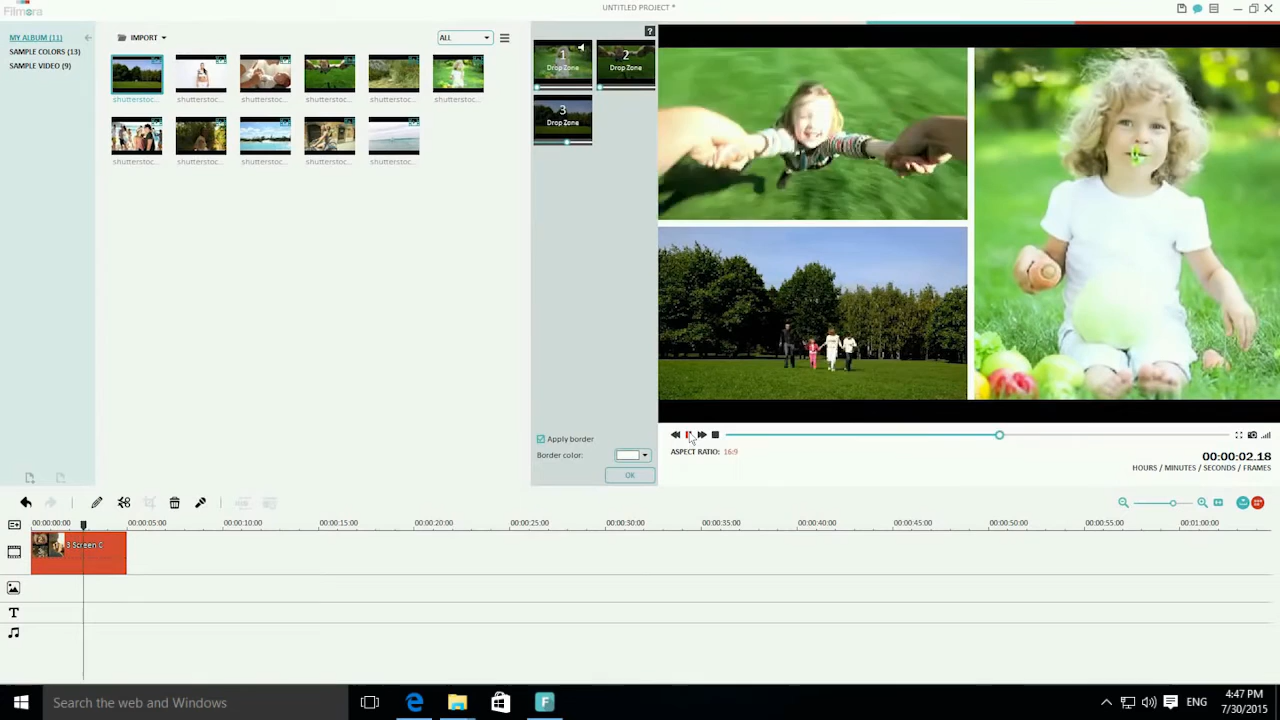 Filmora
UNTITLED PROJECT *
MY ALBUM (11)
SAMPLE COLORS (13)
SAMPLE VIDEO (9)
IMPORT
ALL
?
shutterstoc...
shutterstoc...
shutterstoc...
shutterstoc...
shutterstoc...
shutterstoc...
shutterstoc...
shutterstoc...
shutterstoc...
shutterstoc...
shutterstoc...
1
Drop Zone
2
Drop Zone
3
Drop Zone
Apply border
Border color:
OK
ASPECT RATIO: 16:9
00:00:02.18
HOURS / MINUTES / SECONDS / FRAMES
00:00:00:00 00:00:05:00 00:00:10:00 00:00:15:00 00:00:20:00 00:00:25:00 00:00:30:00 00:00:35:00 00:00:40:00 00:00:45:00 00:00:50:00 00:00:55:00 00:01:00:00
3 Screen C
T
Search the web and Windows
ENG
4:47 PM
7/30/2015